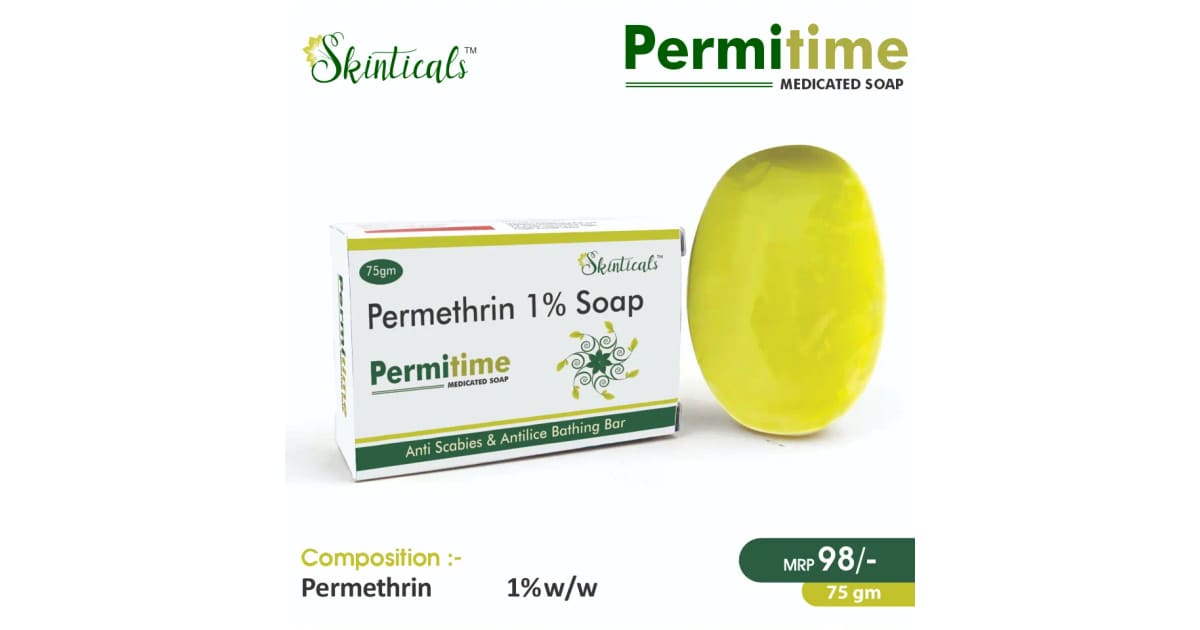 Skinticals™
Permitime
MEDICATED SOAP
75gm
Skinticals™
Permethrin 1% Soap
Permitime
MEDICATED SOAP
Anti Scabies & Antilice Bathing Bar
Permitime
Composition :-
Permethrin 1%w/w
MRP 98/-
75 gm